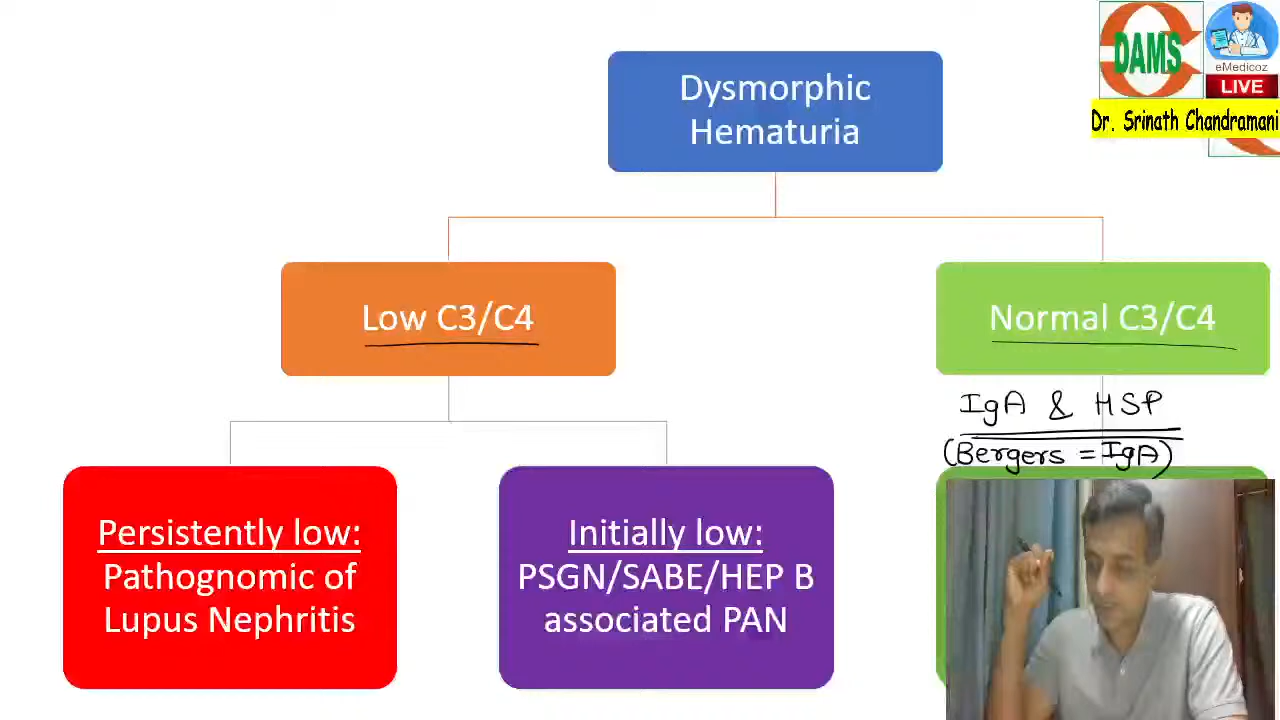 DAMS
eMedicoz
LIVE
Dr. Srinath Chandramani
Dysmorphic
Hematuria
Low C3/C4
Normal C3/C4
IgA & HSP
(Bergers = IgA)
Persistently low:
Pathognomic of
Lupus Nephritis
Initially low:
PSGN/SABE/HEP B
associated PAN